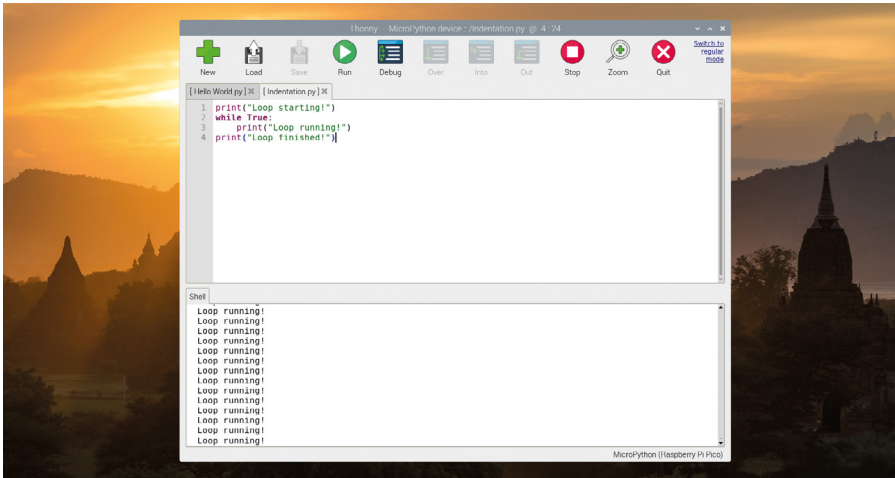 Thonny - MicroPython device :: /Indentation.py @ 4 : 24
New Load Save Run Debug Over Into Out Stop Zoom Quit
Switch to
regular
mode
[ Hello World.py ] [ Indentation.py ]
1 print("Loop starting!")
2 while True:
3     print("Loop running!")
4 print("Loop finished!")
Shell
Loop running!
Loop running!
Loop running!
Loop running!
Loop running!
Loop running!
Loop running!
Loop running!
Loop running!
Loop running!
Loop running!
Loop running!
Loop running!
Loop running!
MicroPython (Raspberry Pi Pico)